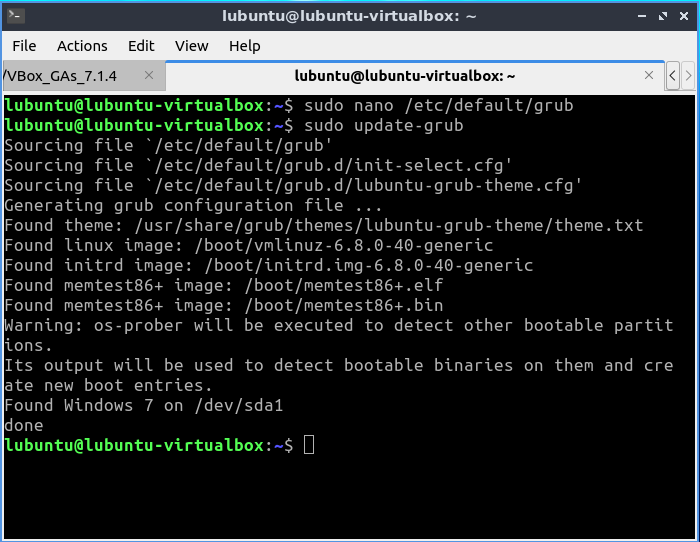 lubuntu@lubuntu-virtualbox: ~
File Actions Edit View Help
/VBox_GAs_7.1.4 lubuntu@lubuntu-virtualbox: ~
lubuntu@lubuntu-virtualbox:~$ sudo nano /etc/default/grub
lubuntu@lubuntu-virtualbox:~$ sudo update-grub
Sourcing file `/etc/default/grub'
Sourcing file `/etc/default/grub.d/init-select.cfg'
Sourcing file `/etc/default/grub.d/lubuntu-grub-theme.cfg'
Generating grub configuration file ...
Found theme: /usr/share/grub/themes/lubuntu-grub-theme/theme.txt
Found linux image: /boot/vmlinuz-6.8.0-40-generic
Found initrd image: /boot/initrd.img-6.8.0-40-generic
Found memtest86+ image: /boot/memtest86+.elf
Found memtest86+ image: /boot/memtest86+.bin
Warning: os-prober will be executed to detect other bootable partit
ions.
Its output will be used to detect bootable binaries on them and cre
ate new boot entries.
Found Windows 7 on /dev/sda1
done
lubuntu@lubuntu-virtualbox:~$